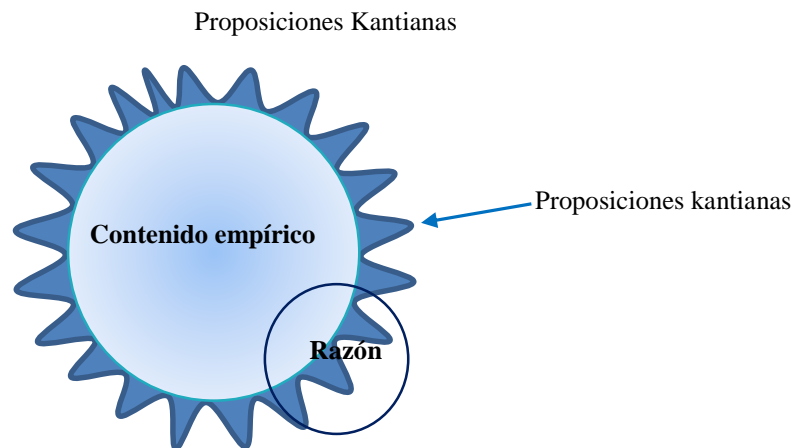 Proposiciones Kantianas
Proposiciones kantianas
Contenido empírico
Razón